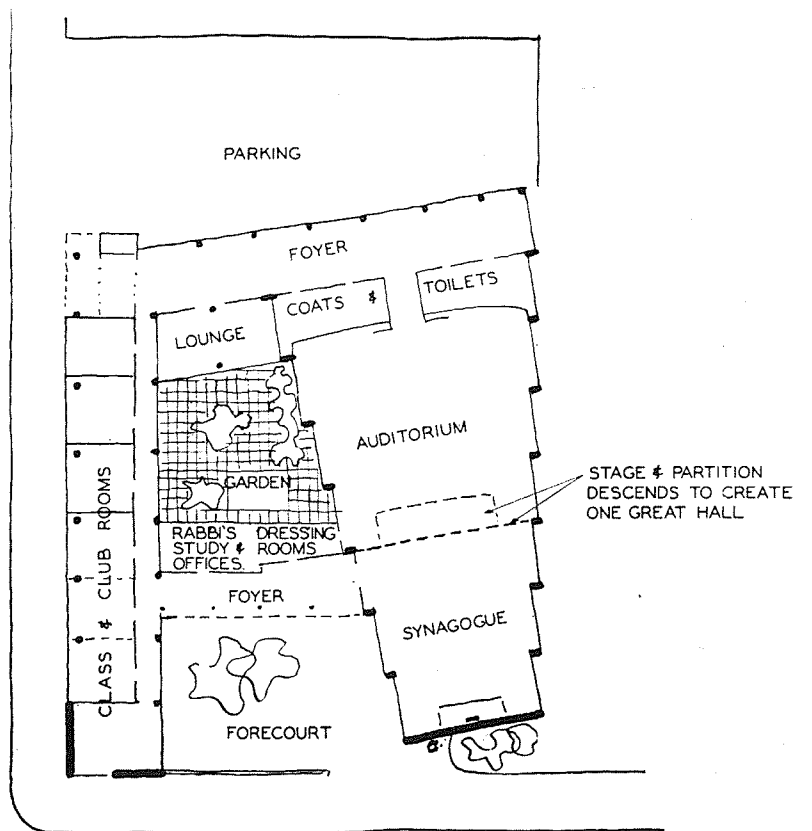 PARKING
FOYER
COATS &
TOILETS
LOUNGE
AUDITORIUM
STAGE & PARTITION
DESCENDS TO CREATE
ONE GREAT HALL
GARDEN
RABBI'S DRESSING
STUDY & ROOMS
OFFICES.
CLASS & CLUB ROOMS
FOYER
SYNAGOGUE
FORECOURT